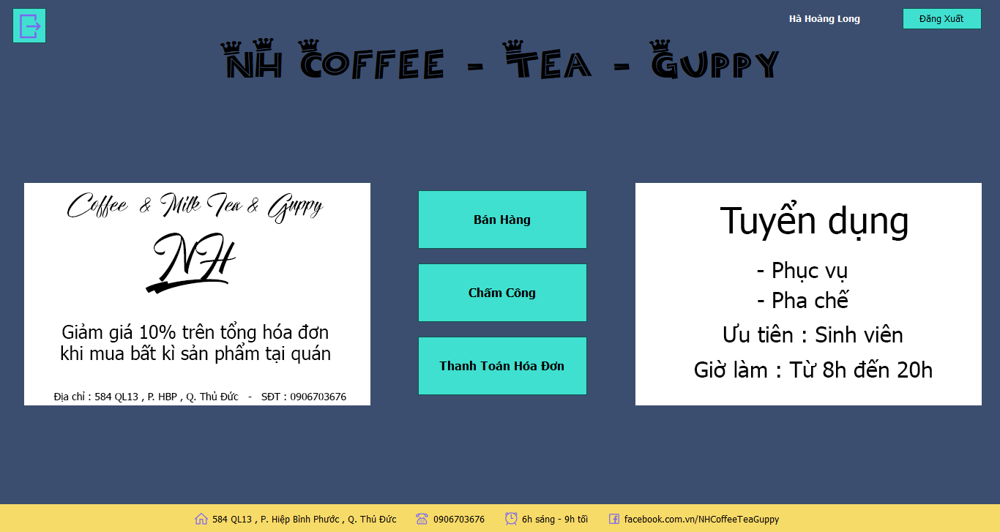 Hà Hoàng Long
Đăng Xuất
NH COFFEE - TEA - GUPPY
Coffee & Milk Tea & Guppy
NH
Giảm giá 10% trên tổng hóa đơn
khi mua bất kì sản phẩm tại quán
Địa chỉ : 584 QL13 , P. HBP , Q. Thủ Đức - SĐT : 0906703676
Bán Hàng
Chấm Công
Thanh Toán Hóa Đơn
Tuyển dụng
- Phục vụ
- Pha chế
Ưu tiên : Sinh viên
Giờ làm : Từ 8h đến 20h
584 QL13 , P. Hiệp Bình Phước , Q. Thủ Đức
0906703676
6h sáng - 9h tối
facebook.com.vn/NHCoffeeTeaGuppy